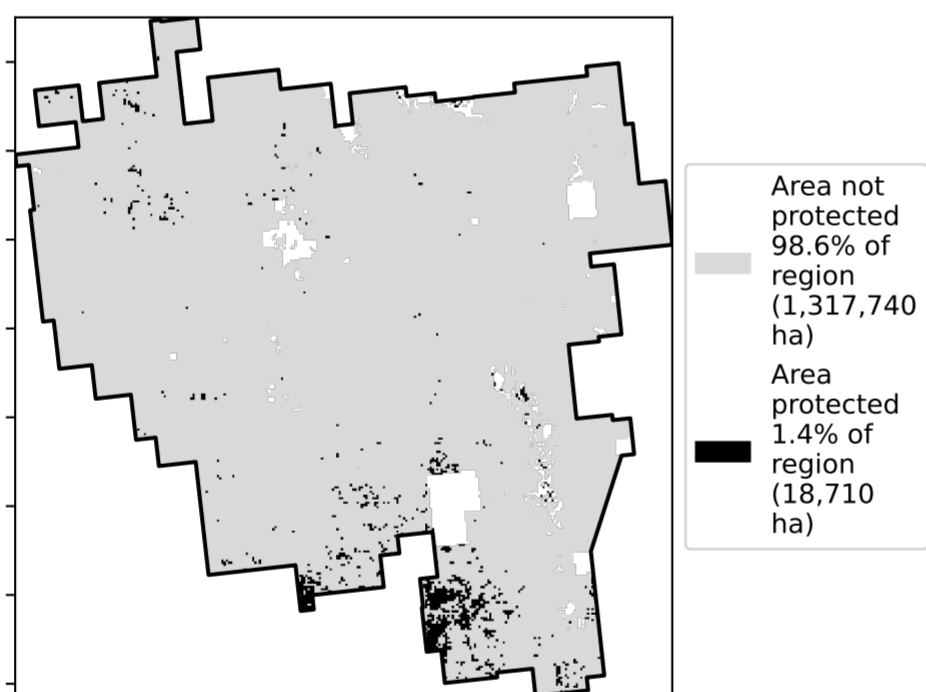 Area not
protected
98.6% of
region
(1,317,740
ha)
Area
protected
1.4% of
region
(18,710
ha)